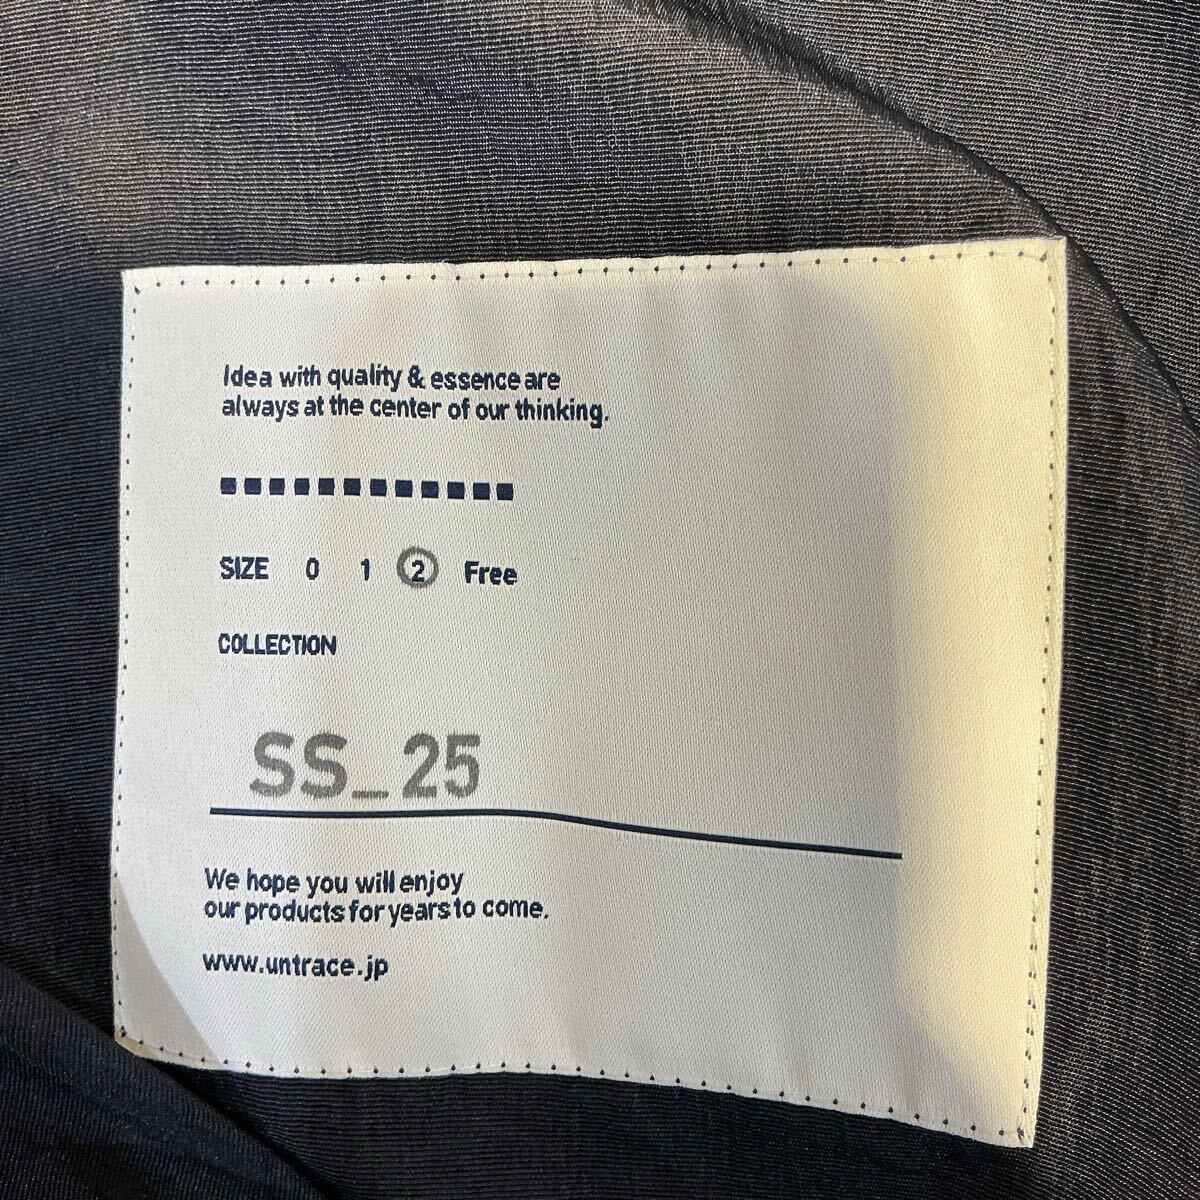 Idea with quality & essence are
always at the center of our thinking.
SIZE 0 1 2 Free
COLLECTION
SS_25
We hope you will enjoy
our products for years to come.
www.untrace.jp